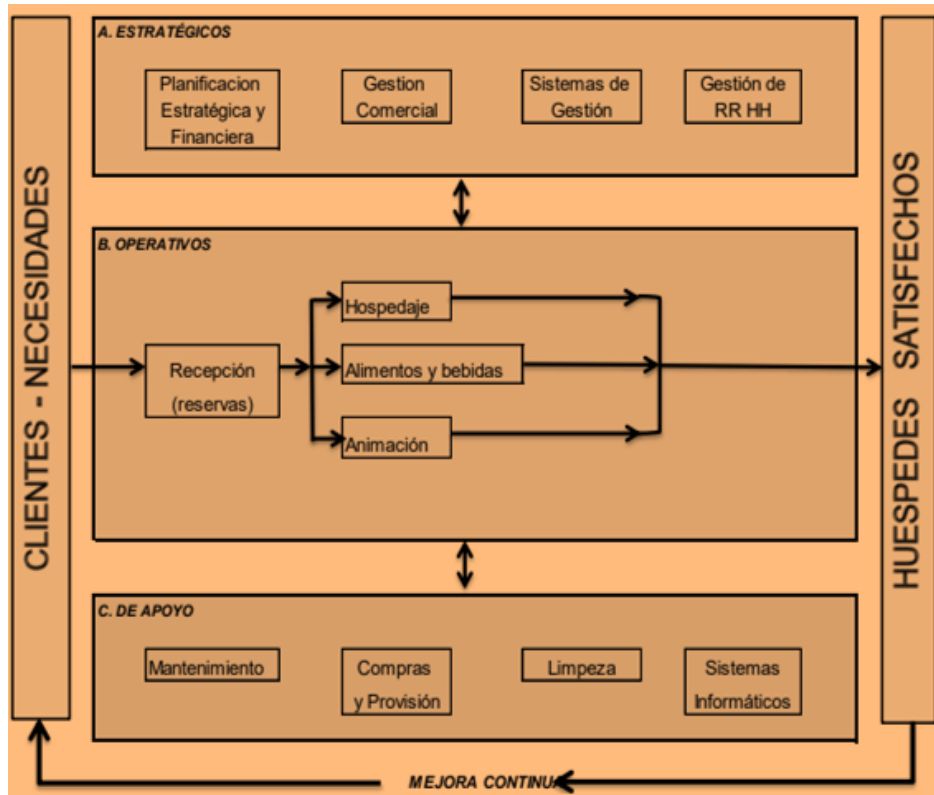 CLIENTES - NECESIDADES
A. ESTRATÉGICOS
Planificacion
Estratégica y
Financiera
Gestion
Comercial
Sistemas de
Gestión
Gestión de
RR HH
B. OPERATIVOS
Recepción
(reservas)
Hospedaje
Alimentos y bebidas
Animación
C. DE APOYO
Mantenimiento
Compras
y Provisión
Limpeza
Sistemas
Informáticos
HUESPEDES SATISFECHOS
MEJORA CONTINUA